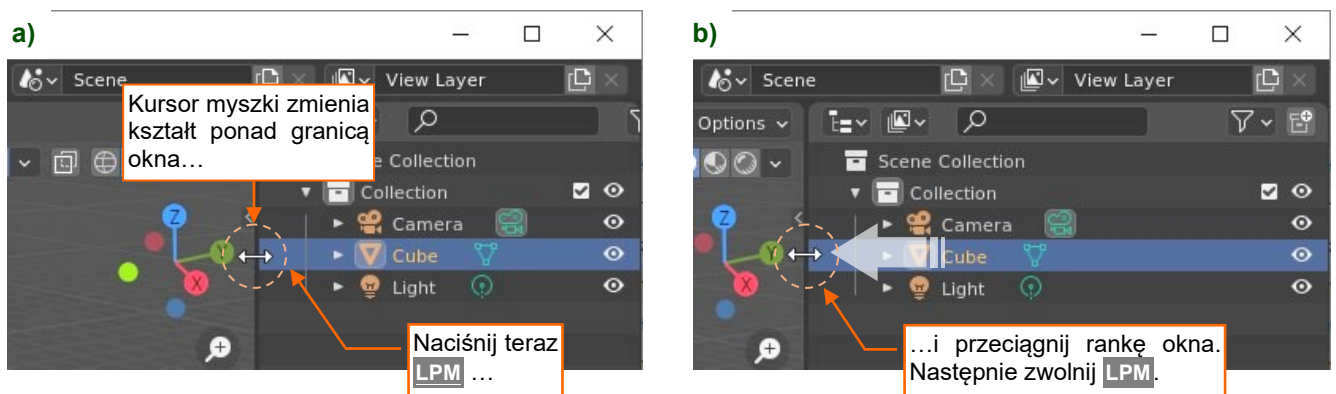 a)
Scene
View Layer
Kursor myszki zmienia
kształt ponad granicą
okna…
e Collection
Collection
Camera
Cube
Light
Z
Y
X
Naciśnij teraz
LPM …
b)
Scene
View Layer
Options
Scene Collection
Collection
Camera
Cube
Light
Z
Y
X
…i przeciągnij rankę okna.
Następnie zwolnij LPM.